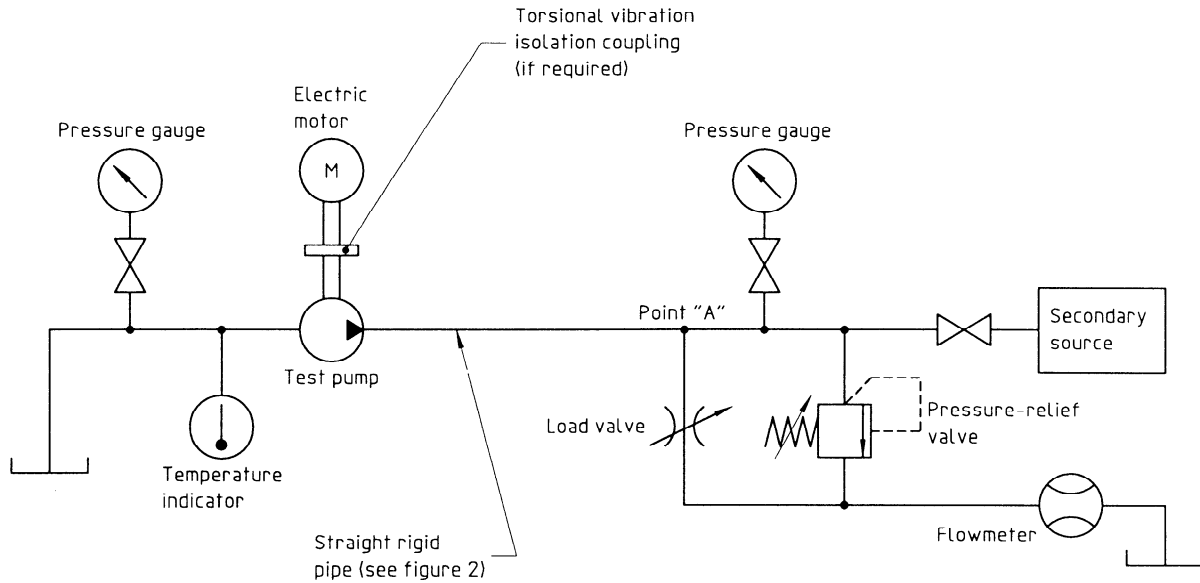 Torsional vibration
isolation coupling
(if required)
Electric
motor
Pressure gauge
Pressure gauge
M
Point "A"
Secondary
source
Test pump
Load valve
Pressure-relief
valve
Temperature
indicator
Flowmeter
Straight rigid
pipe (see figure 2)